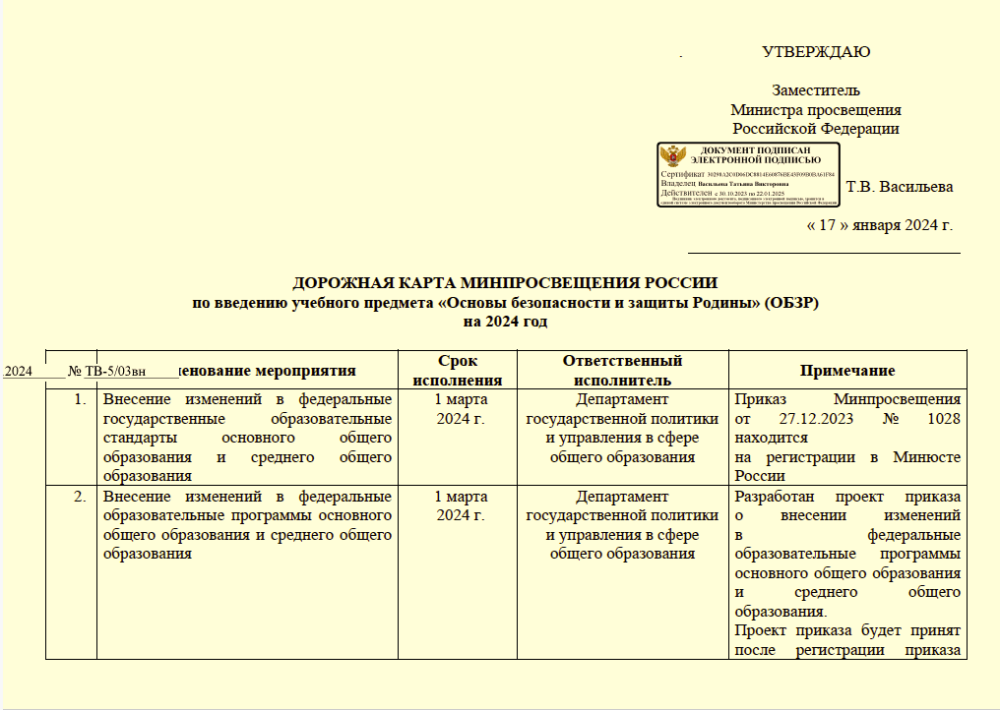 . УТВЕРЖДАЮ
Заместитель
Министра просвещения
Российской Федерации
ДОКУМЕНТ ПОДПИСАН
ЭЛЕКТРОННОЙ ПОДПИСЬЮ
Сертификат
Владелец Васильева Татьяна Викторовна
Действителен с 30.10.2023 по 22.01.2025
Т.В. Васильева
« 17 » января 2024 г.
ДОРОЖНАЯ КАРТА МИНПРОСВЕЩЕНИЯ РОССИИ
по введению учебного предмета «Основы безопасности и защиты Родины» (ОБЗР)
на 2024 год
.2024 № ТВ-5/03вн
енование мероприятия
Срок
исполнения
Ответственный
исполнитель
Примечание
1.
Внесение изменений в федеральные
государственные образовательные
стандарты основного общего
образования и среднего общего
образования
1 марта
2024 г.
Департамент
государственной политики
и управления в сфере
общего образования
Приказ Минпросвещения
от 27.12.2023 № 1028
находится
на регистрации в Минюсте
России
2.
Внесение изменений в федеральные
образовательные программы основного
общего образования и среднего общего
образования
1 марта
2024 г.
Департамент
государственной политики
и управления в сфере
общего образования
Разработан проект приказа
о внесении изменений
в федеральные
образовательные программы
основного общего образования
и среднего общего
образования.
Проект приказа будет принят
после регистрации приказа